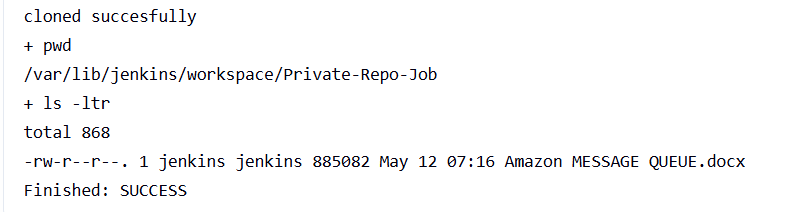 cloned succesfully
+ pwd
/var/lib/jenkins/workspace/Private-Repo-Job
+ ls -ltr
total 868
-rw-r--r--. 1 jenkins jenkins 885082 May 12 07:16 Amazon MESSAGE QUEUE.docx
Finished: SUCCESS